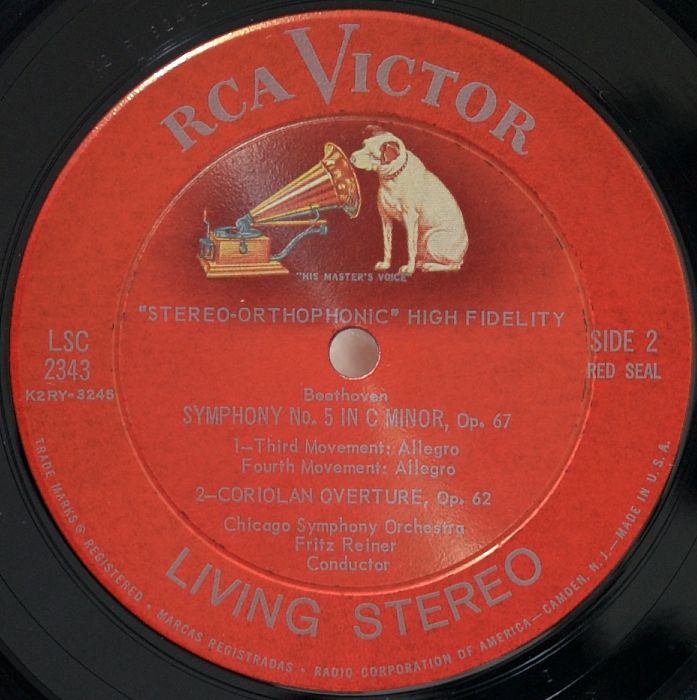 RCA VICTOR
"HIS MASTER'S VOICE"
"STEREO-ORTHOPHONIC" HIGH FIDELITY
LSC
2343
K2RY-3245
SIDE 2
RED SEAL
Beethoven
SYMPHONY No. 5 IN C MINOR, Op. 67
1—Third Movement: Allegro
Fourth Movement: Allegro
2—CORIOLAN OVERTURE, Op. 62
Chicago Symphony Orchestra
Fritz Reiner
Conductor
LIVING STEREO
TRADE MARKS ® REGISTERED • MARCAS REGISTRADAS • RADIO CORPORATION OF AMERICA—CAMDEN, N. J.—MADE IN U.S.A.